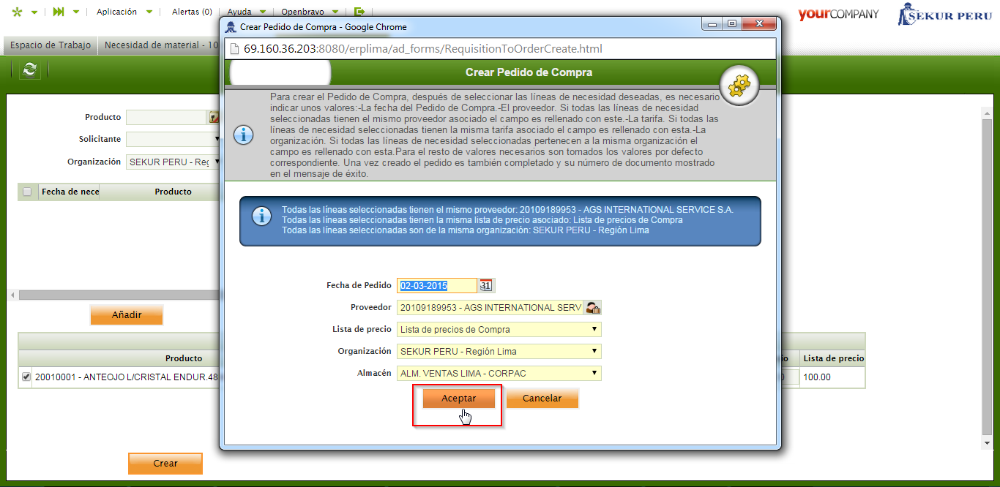 Aplicación
Alertas (0)
Ayuda
Openbravo
yourCOMPANY
SEKUR PERU
Espacio de Trabajo
Necesidad de material - 10
Producto
Solicitante
Organización
SEKUR PERU - Reg
Fecha de nece
Producto
Añadir
Producto
Lista de precio
20010001 - ANTEOJO L/CRISTAL ENDUR.48
100.00
Crear
Crear Pedido de Compra - Google Chrome
69.160.36.203:8080/erplima/ad_forms/RequisitionToOrderCreate.html
Crear Pedido de Compra
Para crear el Pedido de Compra, después de seleccionar las líneas de necesidad deseadas, es necesario
indicar unos valores:-La fecha del Pedido de Compra.-El proveedor. Si todas las líneas de necesidad
seleccionadas tienen el mismo proveedor asociado el campo es rellenado con este.-La tarifa. Si todas las
líneas de necesidad seleccionadas tienen la misma tarifa asociado el campo es rellenado con esta.-La
organización. Si todas las líneas de necesidad seleccionadas pertenecen a la misma organización el
campo es rellenado con esta.Para el resto de valores necesarios son tomados los valores por defecto
correspondiente. Una vez creado el pedido es también completado y su número de documento mostrado
en el mensaje de éxito.
Todas las líneas seleccionadas tienen el mismo proveedor: 20109189953 - AGS INTERNATIONAL SERVICE S.A.
Todas las líneas seleccionadas tienen la misma lista de precio asociado: Lista de precios de Compra
Todas las líneas seleccionadas son de la misma organización: SEKUR PERU - Región Lima
Fecha de Pedido 02-03-2015 31
Proveedor 20109189953 - AGS INTERNATIONAL SERV
Lista de precio Lista de precios de Compra
Organización SEKUR PERU - Región Lima
Almacén ALM. VENTAS LIMA - CORPAC
Aceptar
Cancelar